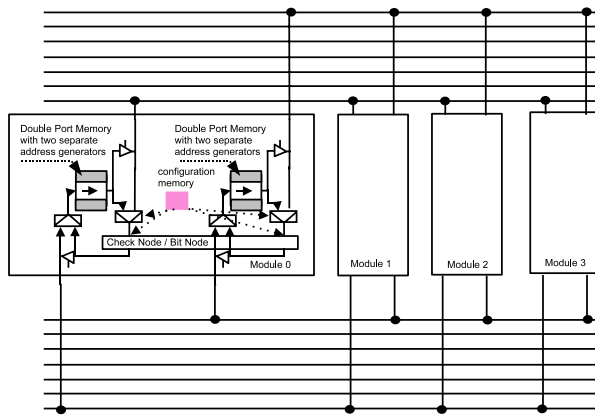 Double Port Memory
with two separate
address generators
Double Port Memory
with two separate
address generators
configuration
memory
Check Node / Bit Node
Module 0
Module 1
Module 2
Module 3